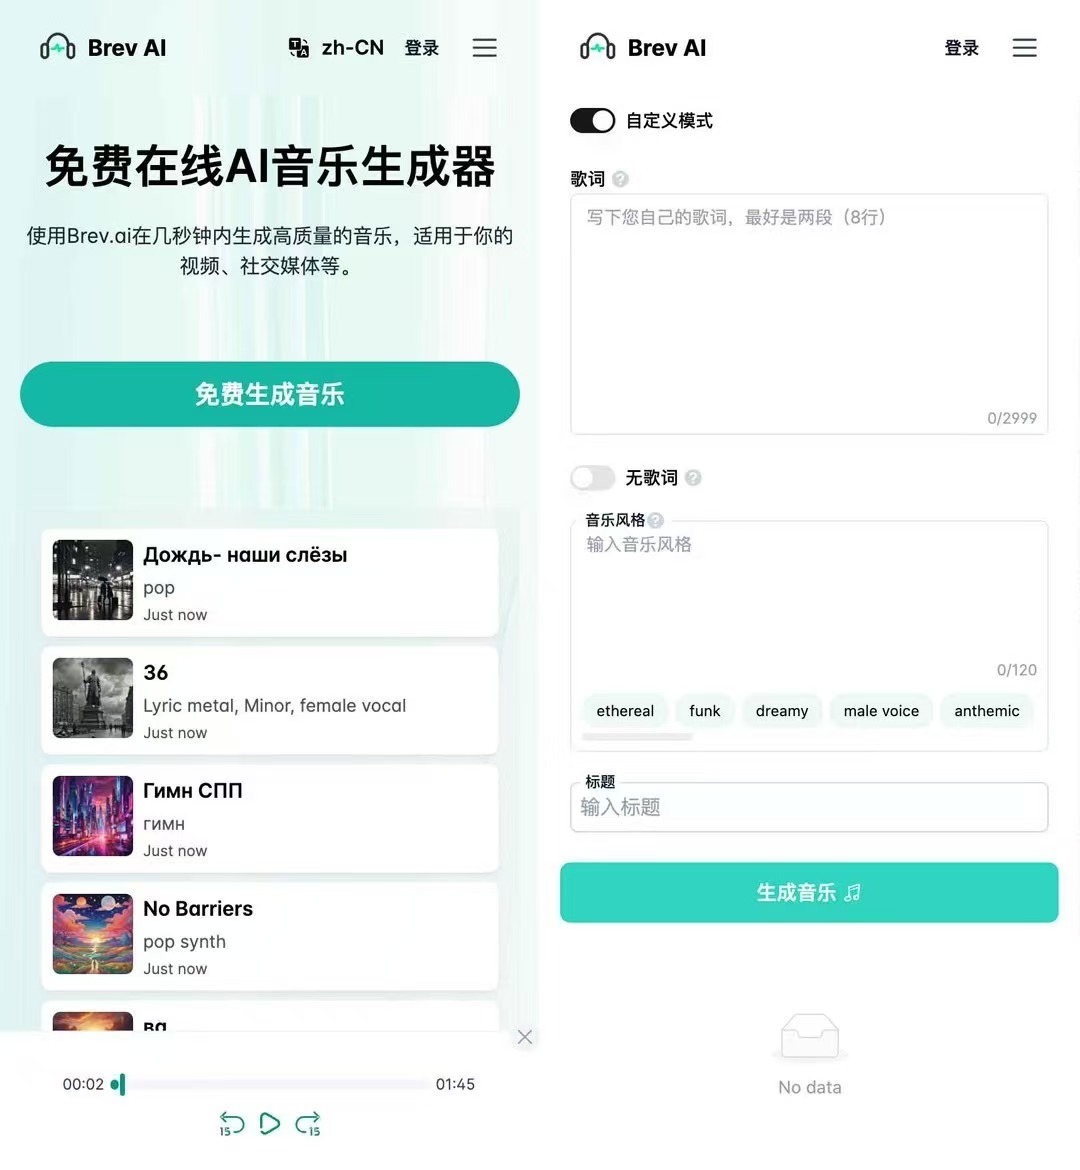 Brev AI
zh-CN
登录
免费在线AI音乐生成器
使用Brev.ai在几秒钟内生成高质量的音乐，适用于你的
视频、社交媒体等。
免费生成音乐
Дождь- наши слёзы
pop
Just now
36
Lyric metal, Minor, female vocal
Just now
Гимн СПП
гимн
Just now
No Barriers
pop synth
Just now
ва
00:02
01:45
15
15
Brev AI
登录
自定义模式
歌词 ?
写下您自己的歌词，最好是两段（8行）
0/2999
无歌词 ?
音乐风格 ?
输入音乐风格
0/120
ethereal
funk
dreamy
male voice
anthemic
标题
输入标题
生成音乐
No data